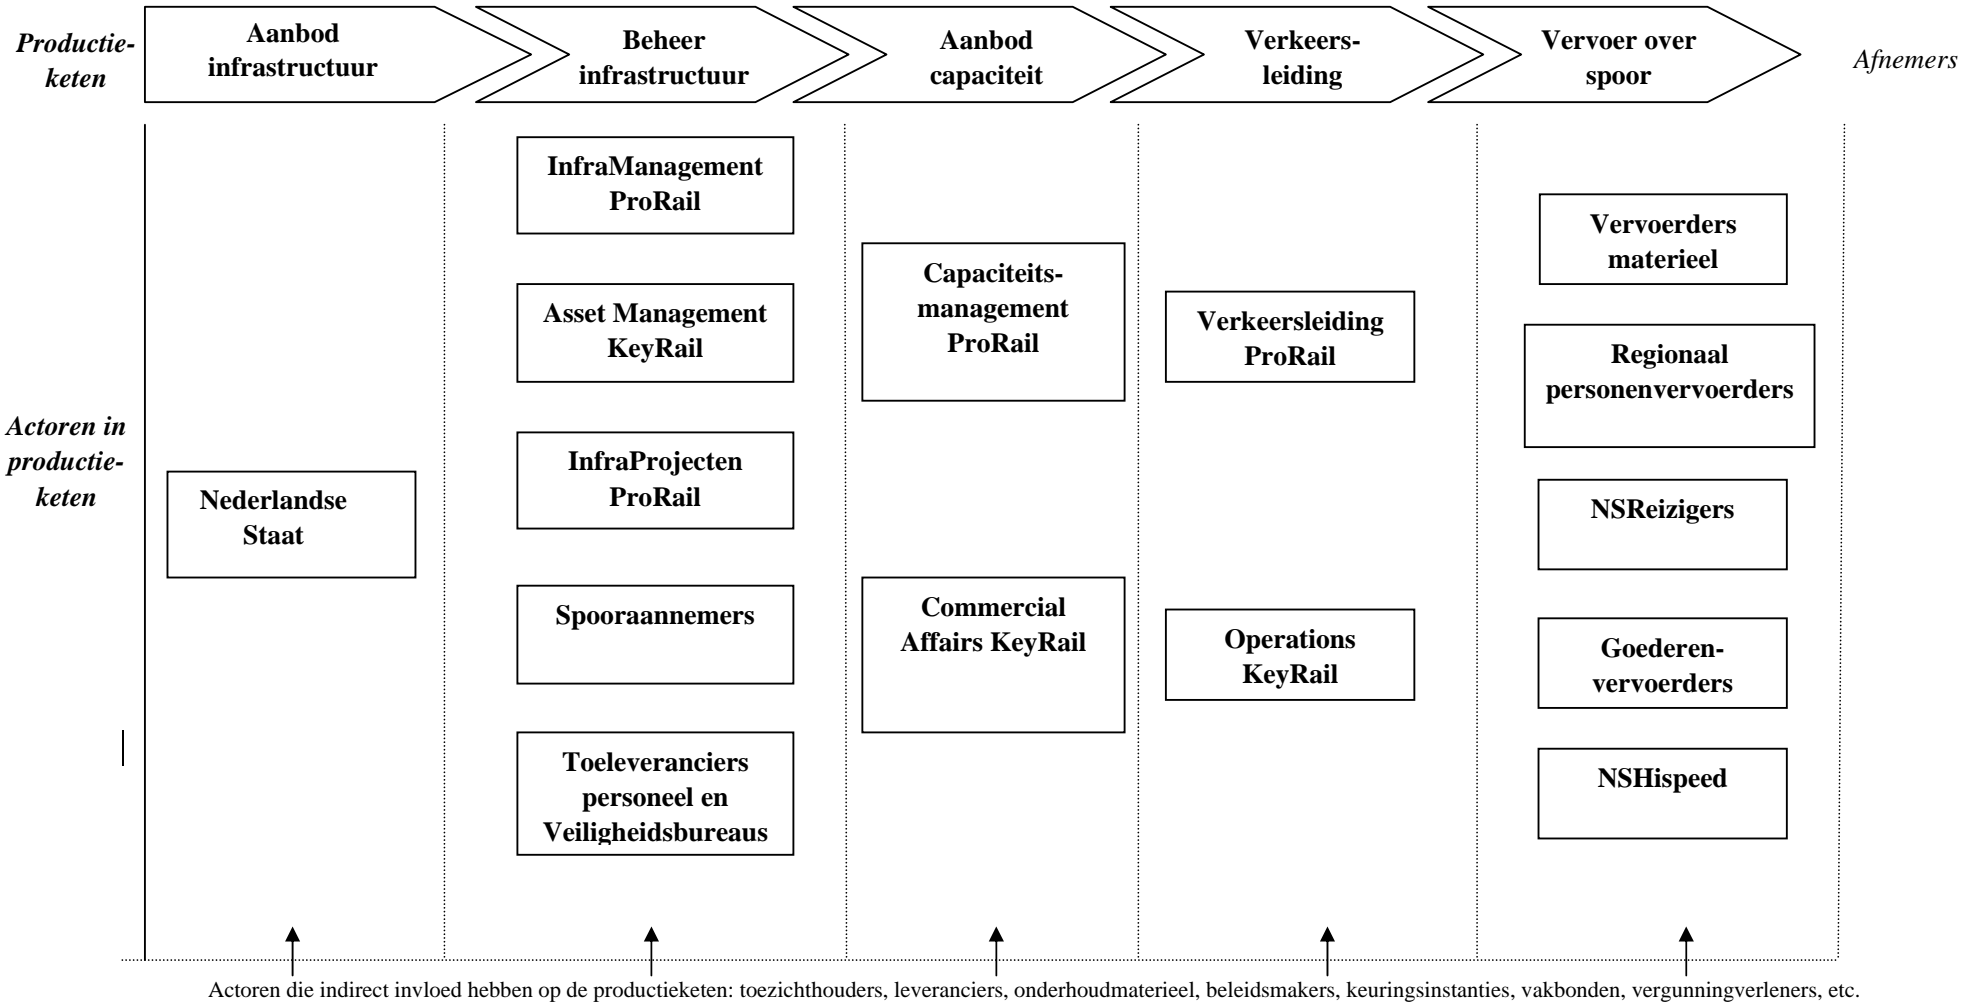 Productie-
keten
Aanbod
infrastructuur
Beheer
infrastructuur
Aanbod
capaciteit
Verkeers-
leiding
Vervoer over
spoor
Afnemers
Actoren in
productie-
keten
Nederlandse
Staat
InfraManagement
ProRail
Asset Management
KeyRail
InfraProjecten
ProRail
Spooraannemers
Toeleveranciers
personeel en
Veiligheidsbureaus
Capaciteits-
management
ProRail
Commercial
Affairs KeyRail
Verkeersleiding
ProRail
Operations
KeyRail
Vervoerders
materieel
Regionaal
personenvervoerders
NSReizigers
Goederen-
vervoerders
NSHispeed
Actoren die indirect invloed hebben op de productieketen: toezichthouders, leveranciers, onderhoudmaterieel, beleidsmakers, keuringsinstanties, vakbonden, vergunningverleners, etc.